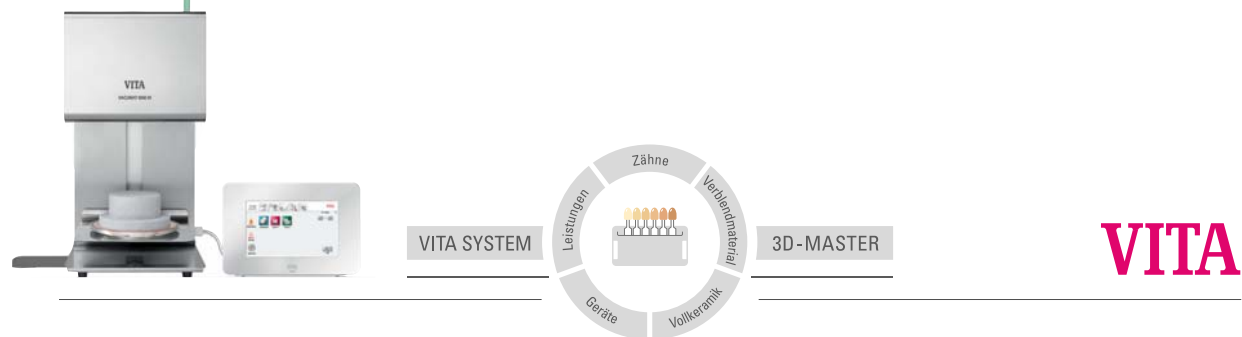 VITA
Zähne
Verblendmaterial
Vollkeramik
Geräte
Leistungen
VITA SYSTEM
3D-MASTER
VITA